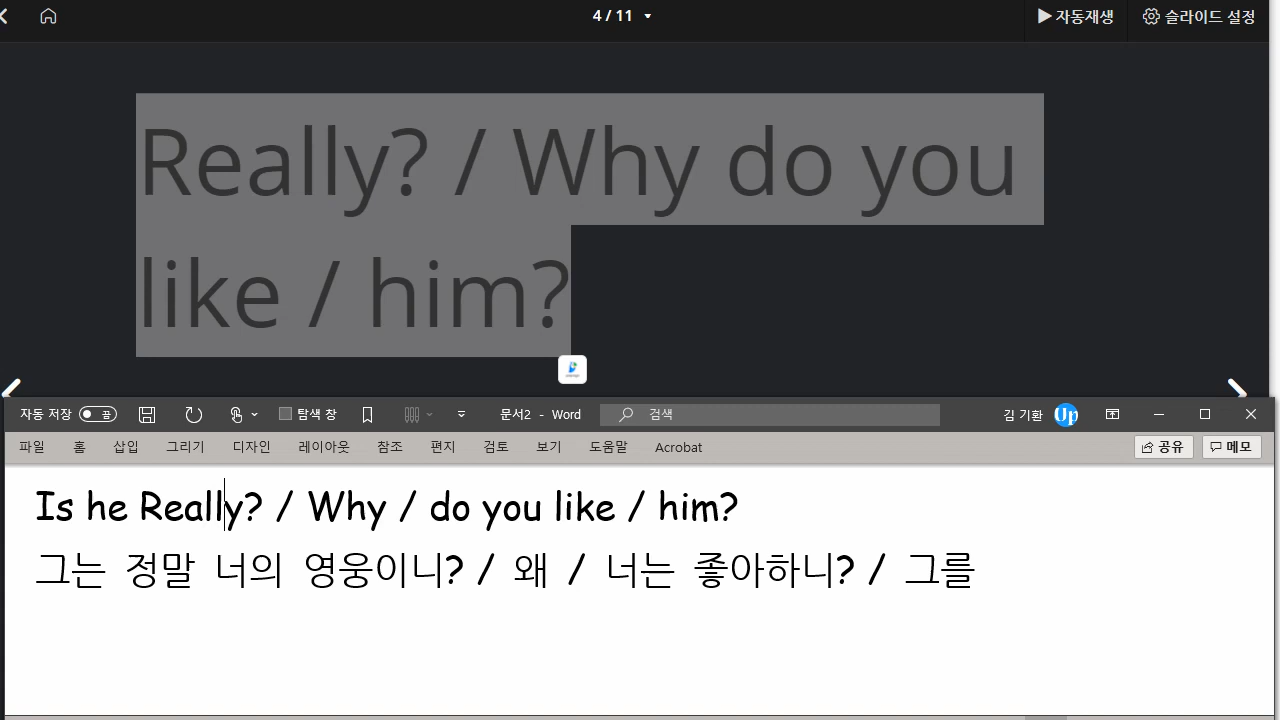 4 / 11
자동재생
슬라이드 설정
Really? / Why do you
like / him?
자동 저장 끔 탐색 창 문서2 - Word 검색 김 기환 Up
파일 홈 삽입 그리기 디자인 레이아웃 참조 편지 검토 보기 도움말 Acrobat 공유 메모
Is he Really? / Why / do you like / him?
그는 정말 너의 영웅이니? / 왜 / 너는 좋아하니? / 그를